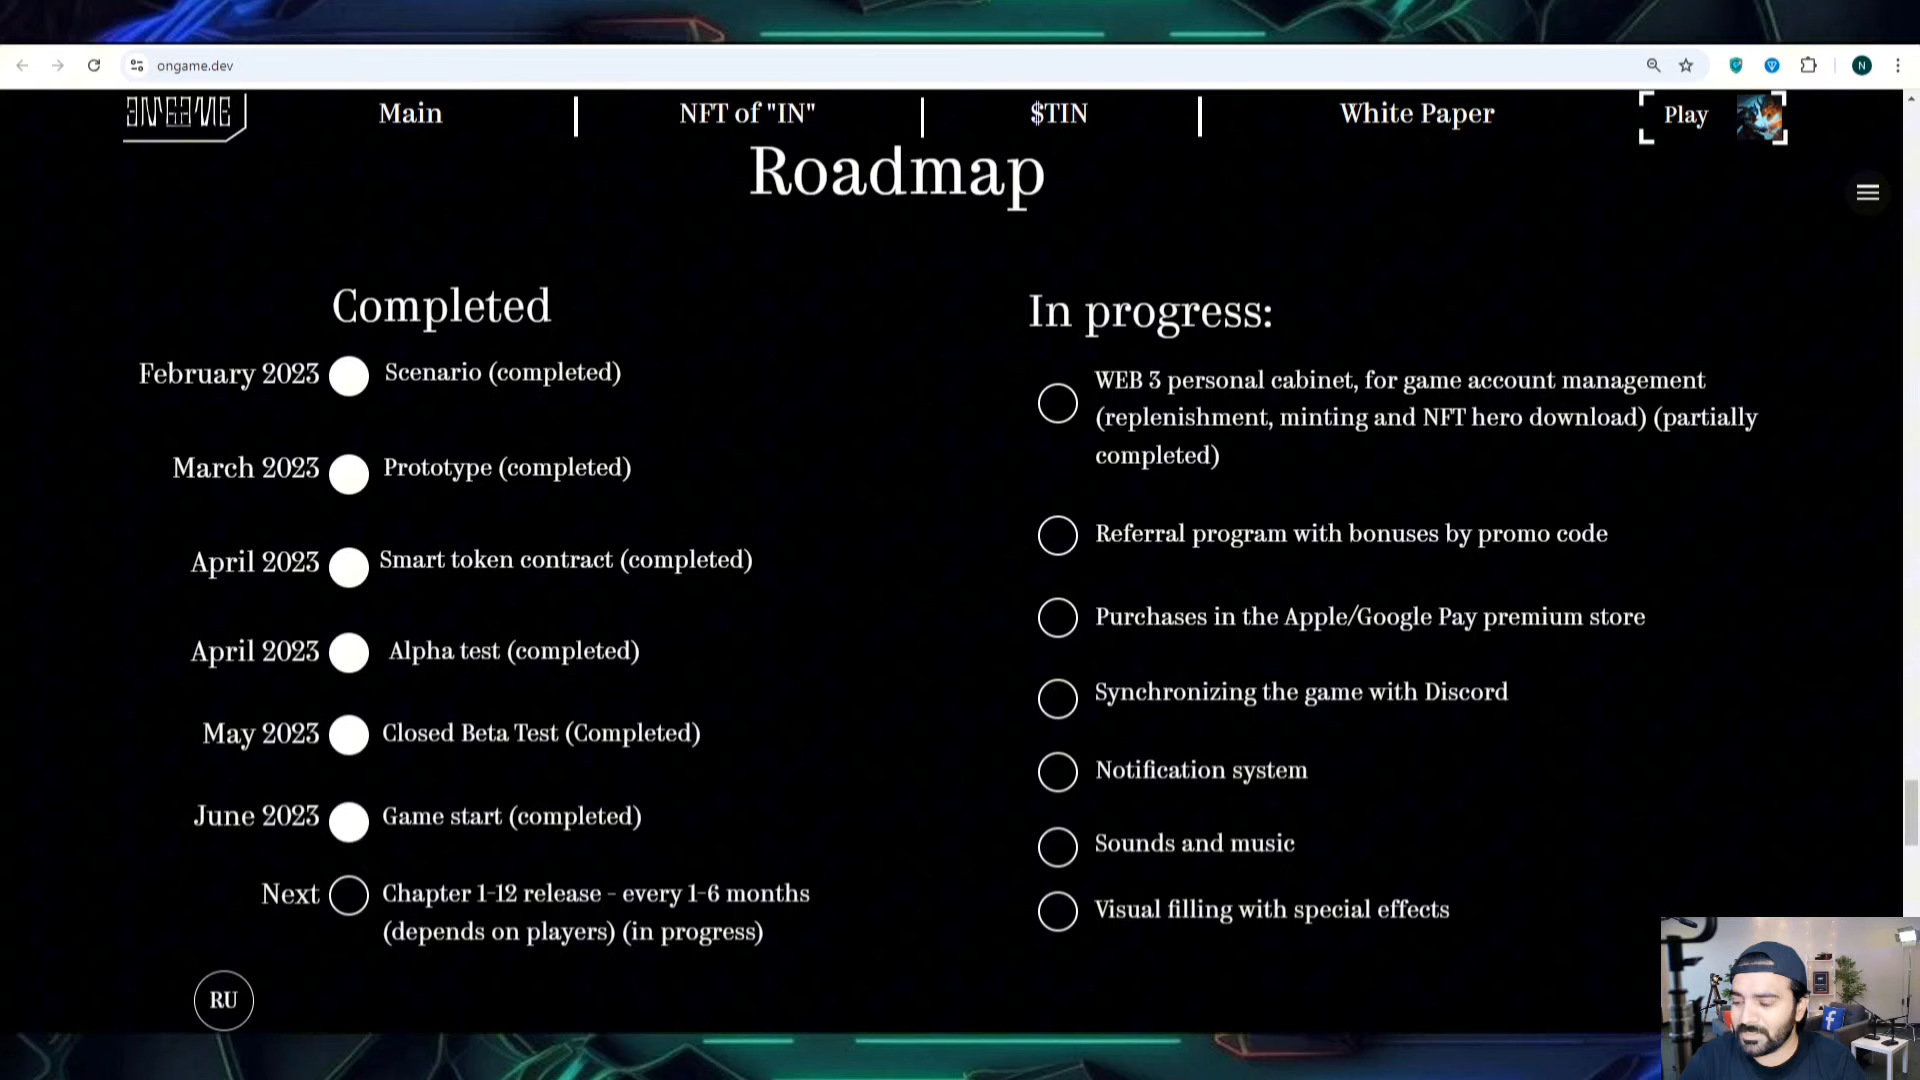 ongame.dev
N
Main
NFT of "IN"
$TIN
White Paper
Play
Roadmap
Completed
February 2023
Scenario (completed)
March 2023
Prototype (completed)
April 2023
Smart token contract (completed)
April 2023
Alpha test (completed)
May 2023
Closed Beta Test (Completed)
June 2023
Game start (completed)
Next
Chapter 1-12 release - every 1-6 months
(depends on players) (in progress)
RU
In progress:
WEB 3 personal cabinet, for game account management
(replenishment, minting and NFT hero download) (partially
completed)
Referral program with bonuses by promo code
Purchases in the Apple/Google Pay premium store
Synchronizing the game with Discord
Notification system
Sounds and music
Visual filling with special effects